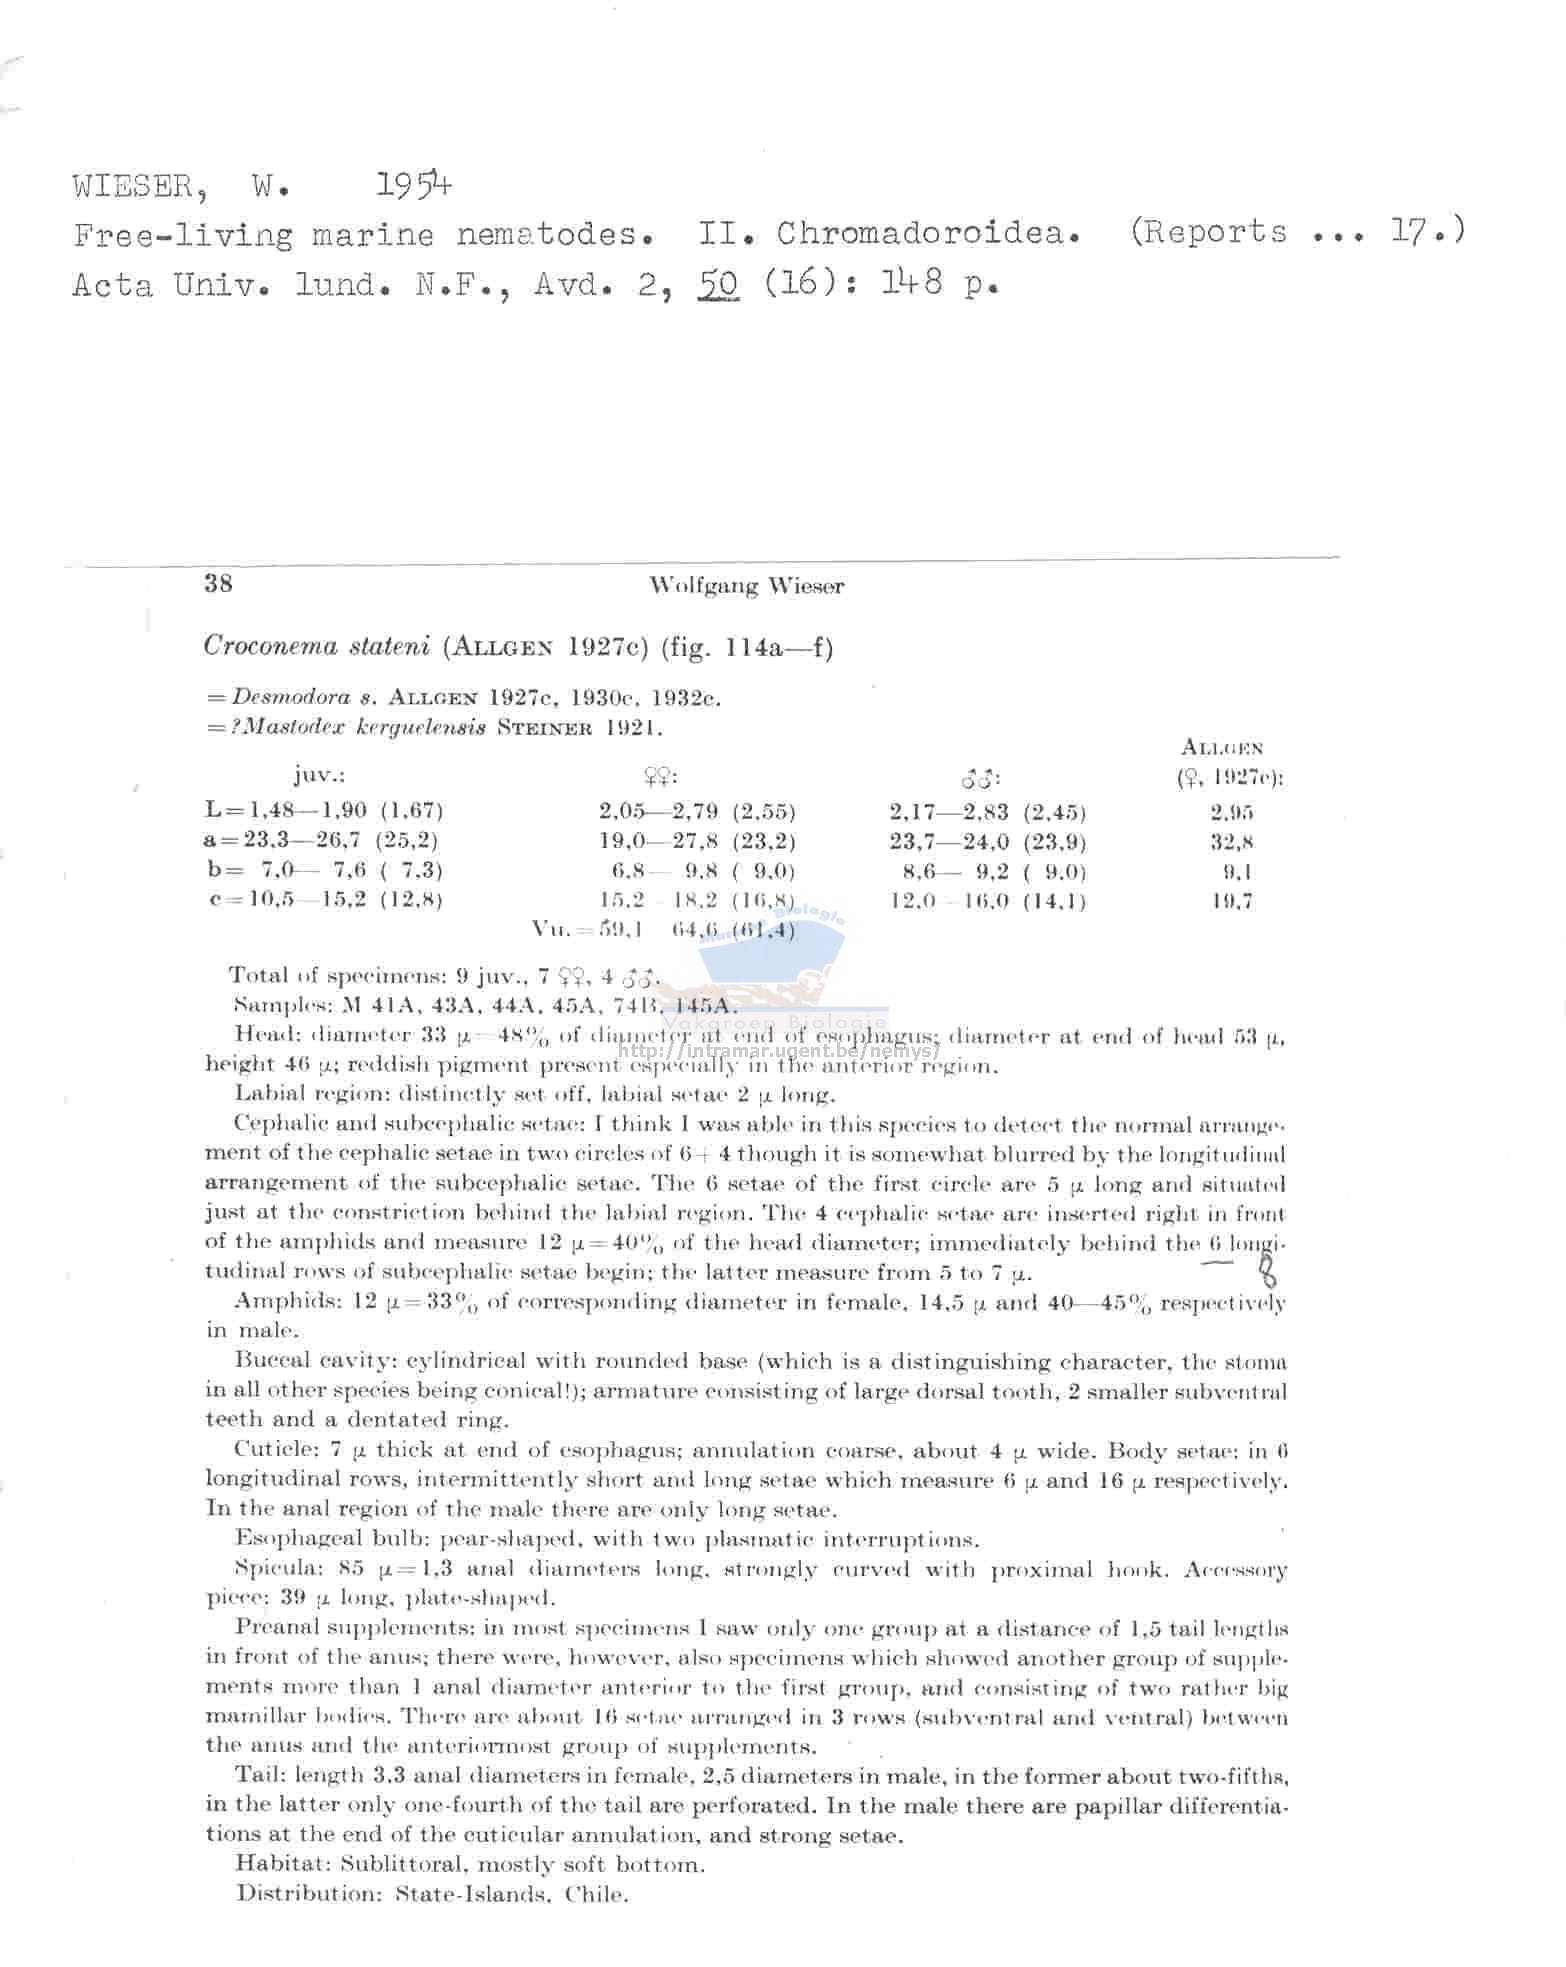 WIESER, W. 1954
Free-living marine nematodes. II. Chromadoroidea. (Reports ... 17.)
Acta Univ. lund. N.F., Avd. 2, 50 (16): 148 p.
38 Wolfgang Wieser
Croconema stateni (ALLGEN 1927c) (fig. 114a—f)
=Desmodora s. ALLGEN 1927c, 1930c, 1932c.
=?Mastodex kerguelensis STEINER 1921.
ALLGEN
juv.: ♀♀: ♂♂: (♀, 1927c):
L=1,48—1,90 (1,67) 2,05—2,79 (2,55) 2,17—2,83 (2,45) 2,95
a=23,3—26,7 (25,2) 19,0—27,8 (23,2) 23,7—24,0 (23,9) 32,8
b= 7,0— 7,6 ( 7,3) 6,8— 9,8 ( 9,0) 8,6— 9,2 ( 9,0) 9,1
c=10,5—15,2 (12,8) 15,2—18,2 (16,8) 12,0—16,0 (14,1) 19,7
Vu.=59,1—64,6 (61,4)
Total of specimens: 9 juv., 7 ♀♀, 4 ♂♂.
Samples: M 41A, 43A, 44A, 45A, 74B, 145A.
Vakgroep Biologie
Head: diameter 33 µ=48% of diameter at end of esophagus; diameter at end of head 53 µ,
http://intramar.ugent.be/nemys/
height 46 µ; reddish pigment present especially in the anterior region.
Labial region: distinctly set off, labial setae 2 µ long.
Cephalic and subcephalic setae: I think I was able in this species to detect the normal arrange-
ment of the cephalic setae in two circles of 6+4 though it is somewhat blurred by the longitudinal
arrangement of the subcephalic setae. The 6 setae of the first circle are 5 µ long and situated
just at the constriction behind the labial region. The 4 cephalic setae are inserted right in front
of the amphids and measure 12 µ=40% of the head diameter; immediately behind the 6 longi-
tudinal rows of subcephalic setae begin; the latter measure from 5 to 7 µ. 8
Amphids: 12 µ=33% of corresponding diameter in female, 14,5 µ and 40—45% respectively
in male.
Buccal cavity: cylindrical with rounded base (which is a distinguishing character, the stoma
in all other species being conical!); armature consisting of large dorsal tooth, 2 smaller subventral
teeth and a dentated ring.
Cuticle: 7 µ thick at end of esophagus; annulation coarse, about 4 µ wide. Body setae: in 6
longitudinal rows, intermittently short and long setae which measure 6 µ and 16 µ respectively.
In the anal region of the male there are only long setae.
Esophageal bulb: pear-shaped, with two plasmatic interruptions.
Spicula: 85 µ=1,3 anal diameters long, strongly curved with proximal hook. Accessory
piece: 39 µ long, plate-shaped.
Preanal supplements: in most specimens I saw only one group at a distance of 1,5 tail lengths
in front of the anus; there were, however, also specimens which showed another group of supple-
ments more than 1 anal diameter anterior to the first group, and consisting of two rather big
mamillar bodies. There are about 16 setae arranged in 3 rows (subventral and ventral) between
the anus and the anteriormost group of supplements.
Tail: length 3,3 anal diameters in female, 2,5 diameters in male, in the former about two-fifths,
in the latter only one-fourth of the tail are perforated. In the male there are papillar differentia-
tions at the end of the cuticular annulation, and strong setae.
Habitat: Sublittoral, mostly soft bottom.
Distribution: State-Islands, Chile.